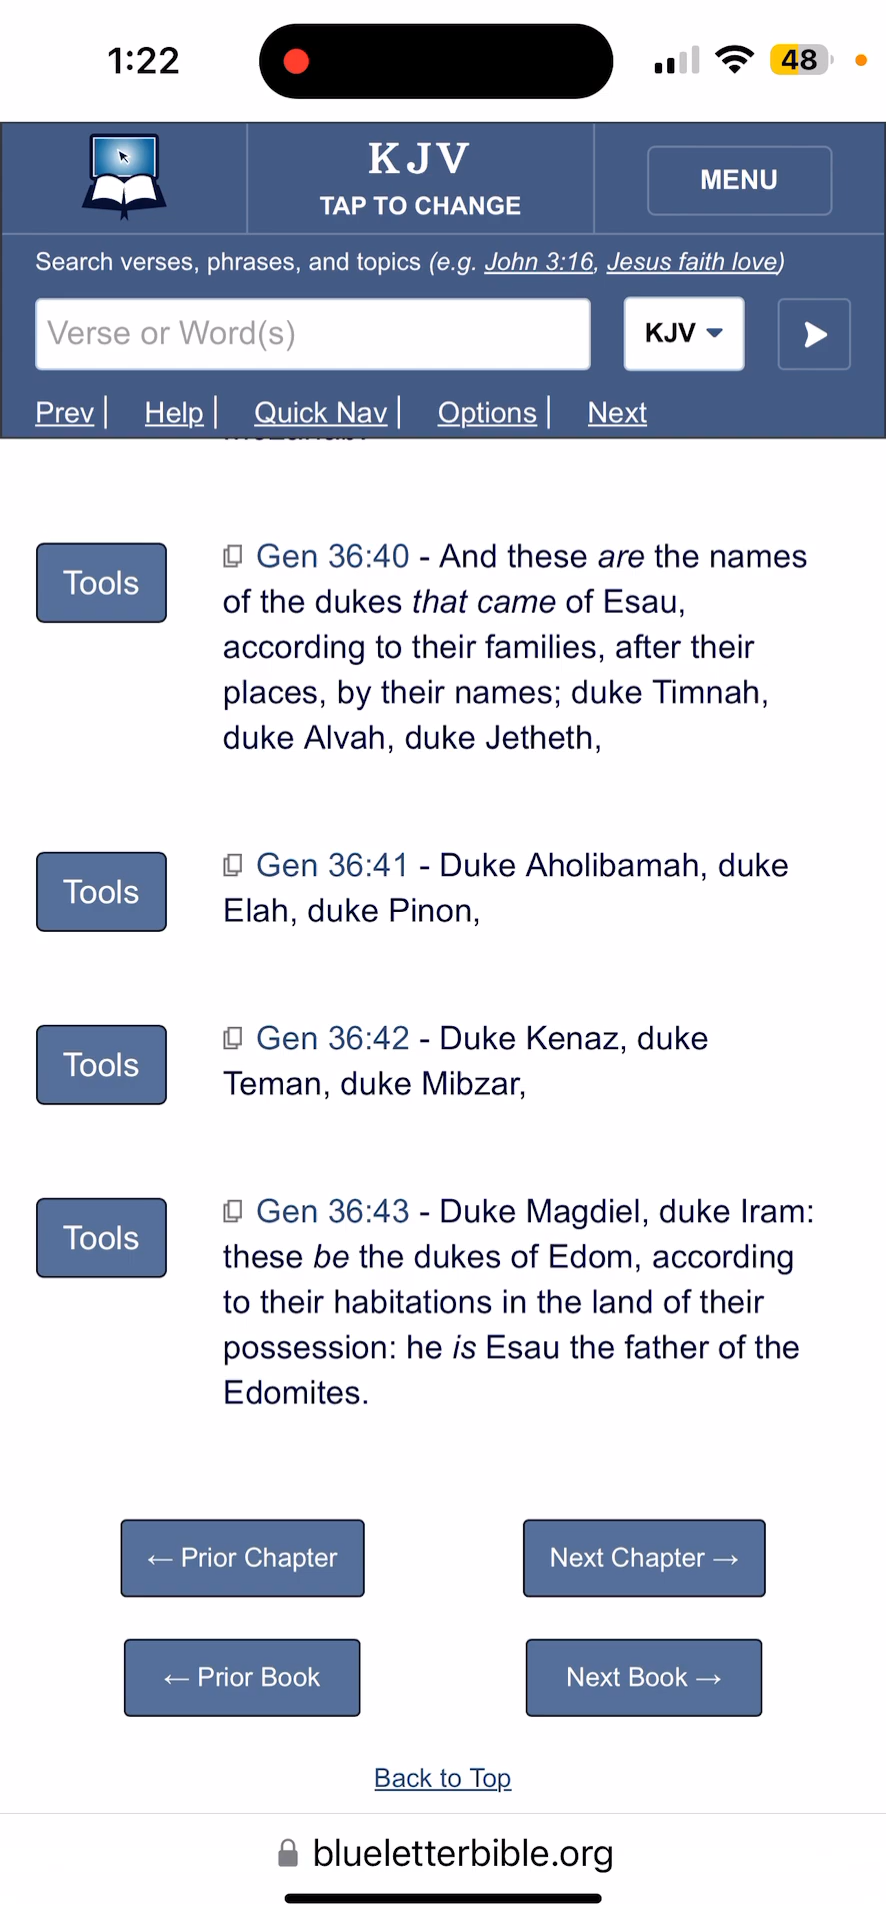 1:22
48
KJV
TAP TO CHANGE
MENU
Search verses, phrases, and topics (e.g. John 3:16, Jesus faith love)
Verse or Word(s)
KJV
Prev | Help | Quick Nav | Options | Next
Tools
Gen 36:40 - And these are the names
of the dukes that came of Esau,
according to their families, after their
places, by their names; duke Timnah,
duke Alvah, duke Jetheth,
Tools
Gen 36:41 - Duke Aholibamah, duke
Elah, duke Pinon,
Tools
Gen 36:42 - Duke Kenaz, duke
Teman, duke Mibzar,
Tools
Gen 36:43 - Duke Magdiel, duke Iram:
these be the dukes of Edom, according
to their habitations in the land of their
possession: he is Esau the father of the
Edomites.
← Prior Chapter
Next Chapter →
← Prior Book
Next Book →
Back to Top
blueletterbible.org